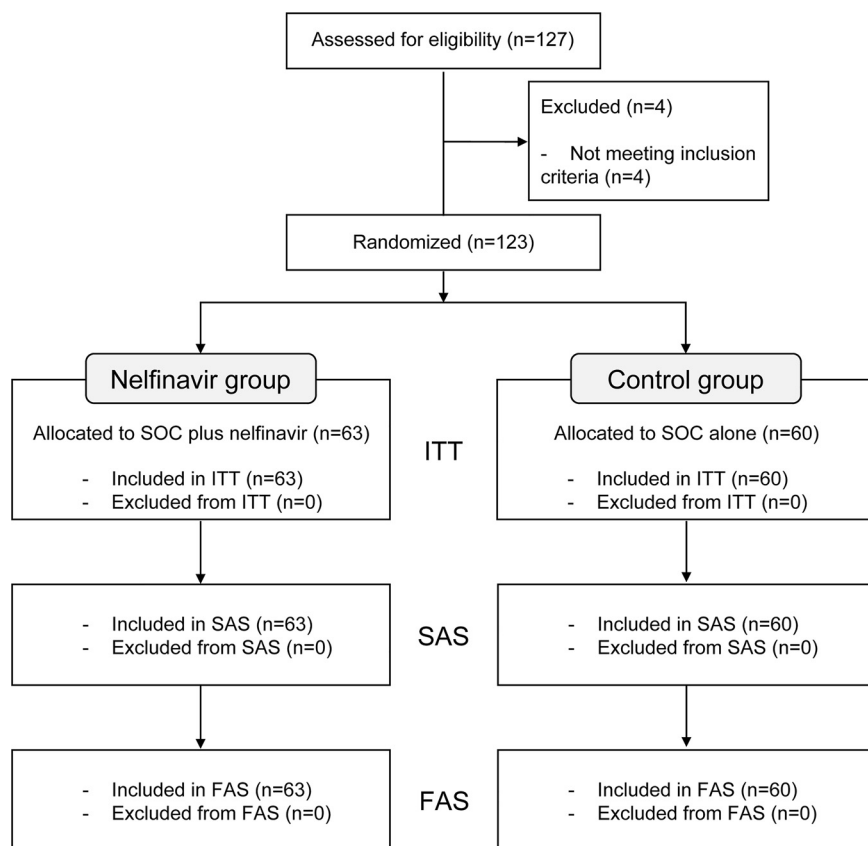 Assessed for eligibility (n=127)
Excluded (n=4)
- Not meeting inclusion
criteria (n=4)
Randomized (n=123)
Nelfinavir group
Allocated to SOC plus nelfinavir (n=63)
- Included in ITT (n=63)
- Excluded from ITT (n=0)
ITT
Control group
Allocated to SOC alone (n=60)
- Included in ITT (n=60)
- Excluded from ITT (n=0)
- Included in SAS (n=63)
- Excluded from SAS (n=0)
SAS
- Included in SAS (n=60)
- Excluded from SAS (n=0)
- Included in FAS (n=63)
- Excluded from FAS (n=0)
FAS
- Included in FAS (n=60)
- Excluded from FAS (n=0)